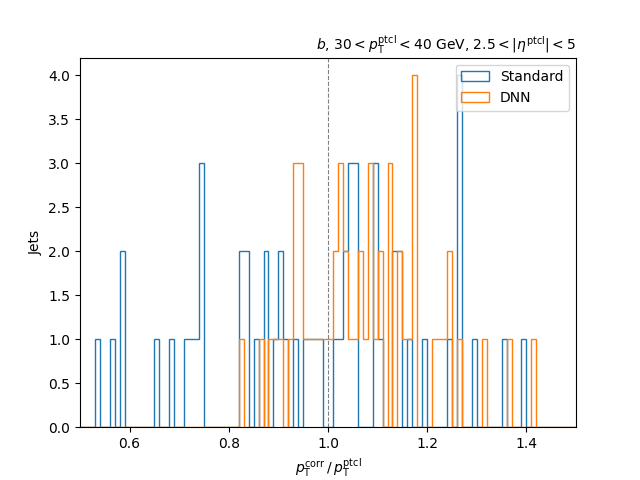 b, 30 < p_T^ptcl < 40 GeV, 2.5 < |η^ptcl| < 5
Standard
DNN
4.0
3.5
3.0
2.5
2.0
1.5
1.0
0.5
0.0
Jets
0.6 0.8 1.0 1.2 1.4
p_T^corr / p_T^ptcl